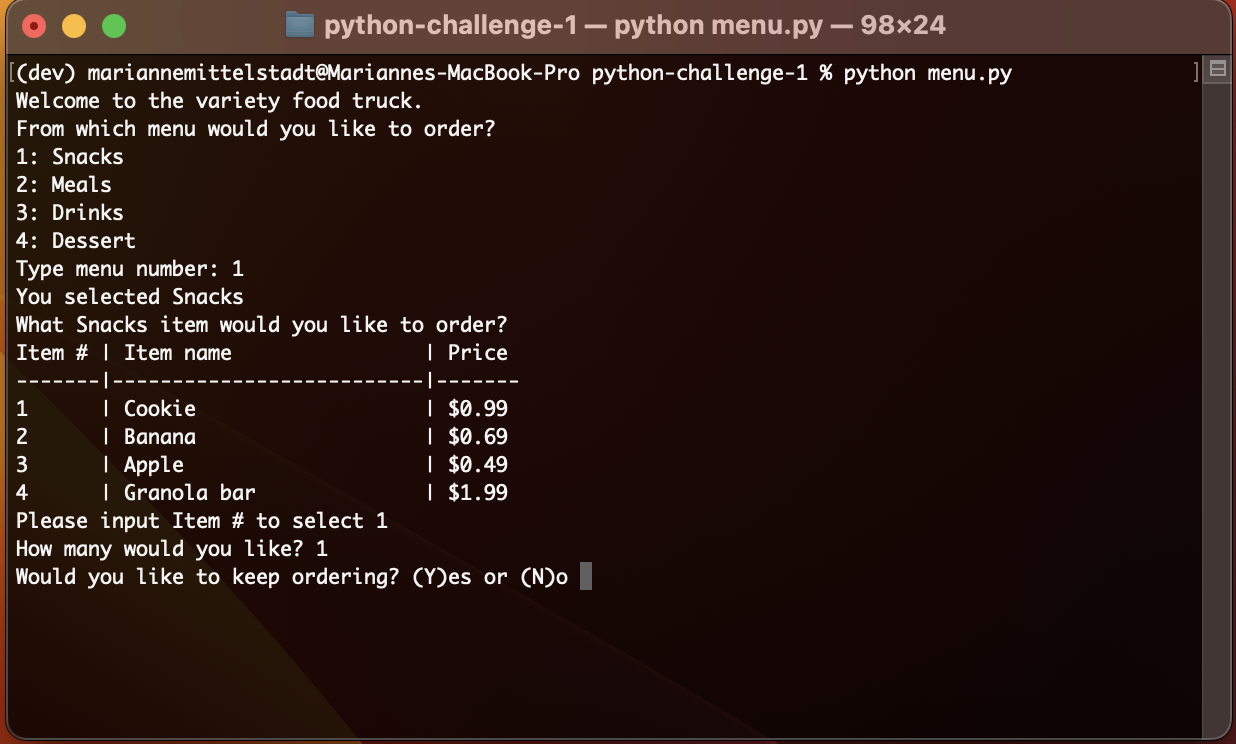 python-challenge-1 — python menu.py — 98×24
[(dev) mariannemittelstadt@Mariannes-MacBook-Pro python-challenge-1 % python menu.py ]
Welcome to the variety food truck.
From which menu would you like to order?
1: Snacks
2: Meals
3: Drinks
4: Dessert
Type menu number: 1
You selected Snacks
What Snacks item would you like to order?
Item # | Item name                | Price
-------|--------------------------|-------
1      | Cookie                   | $0.99
2      | Banana                   | $0.69
3      | Apple                    | $0.49
4      | Granola bar              | $1.99
Please input Item # to select 1
How many would you like? 1
Would you like to keep ordering? (Y)es or (N)o